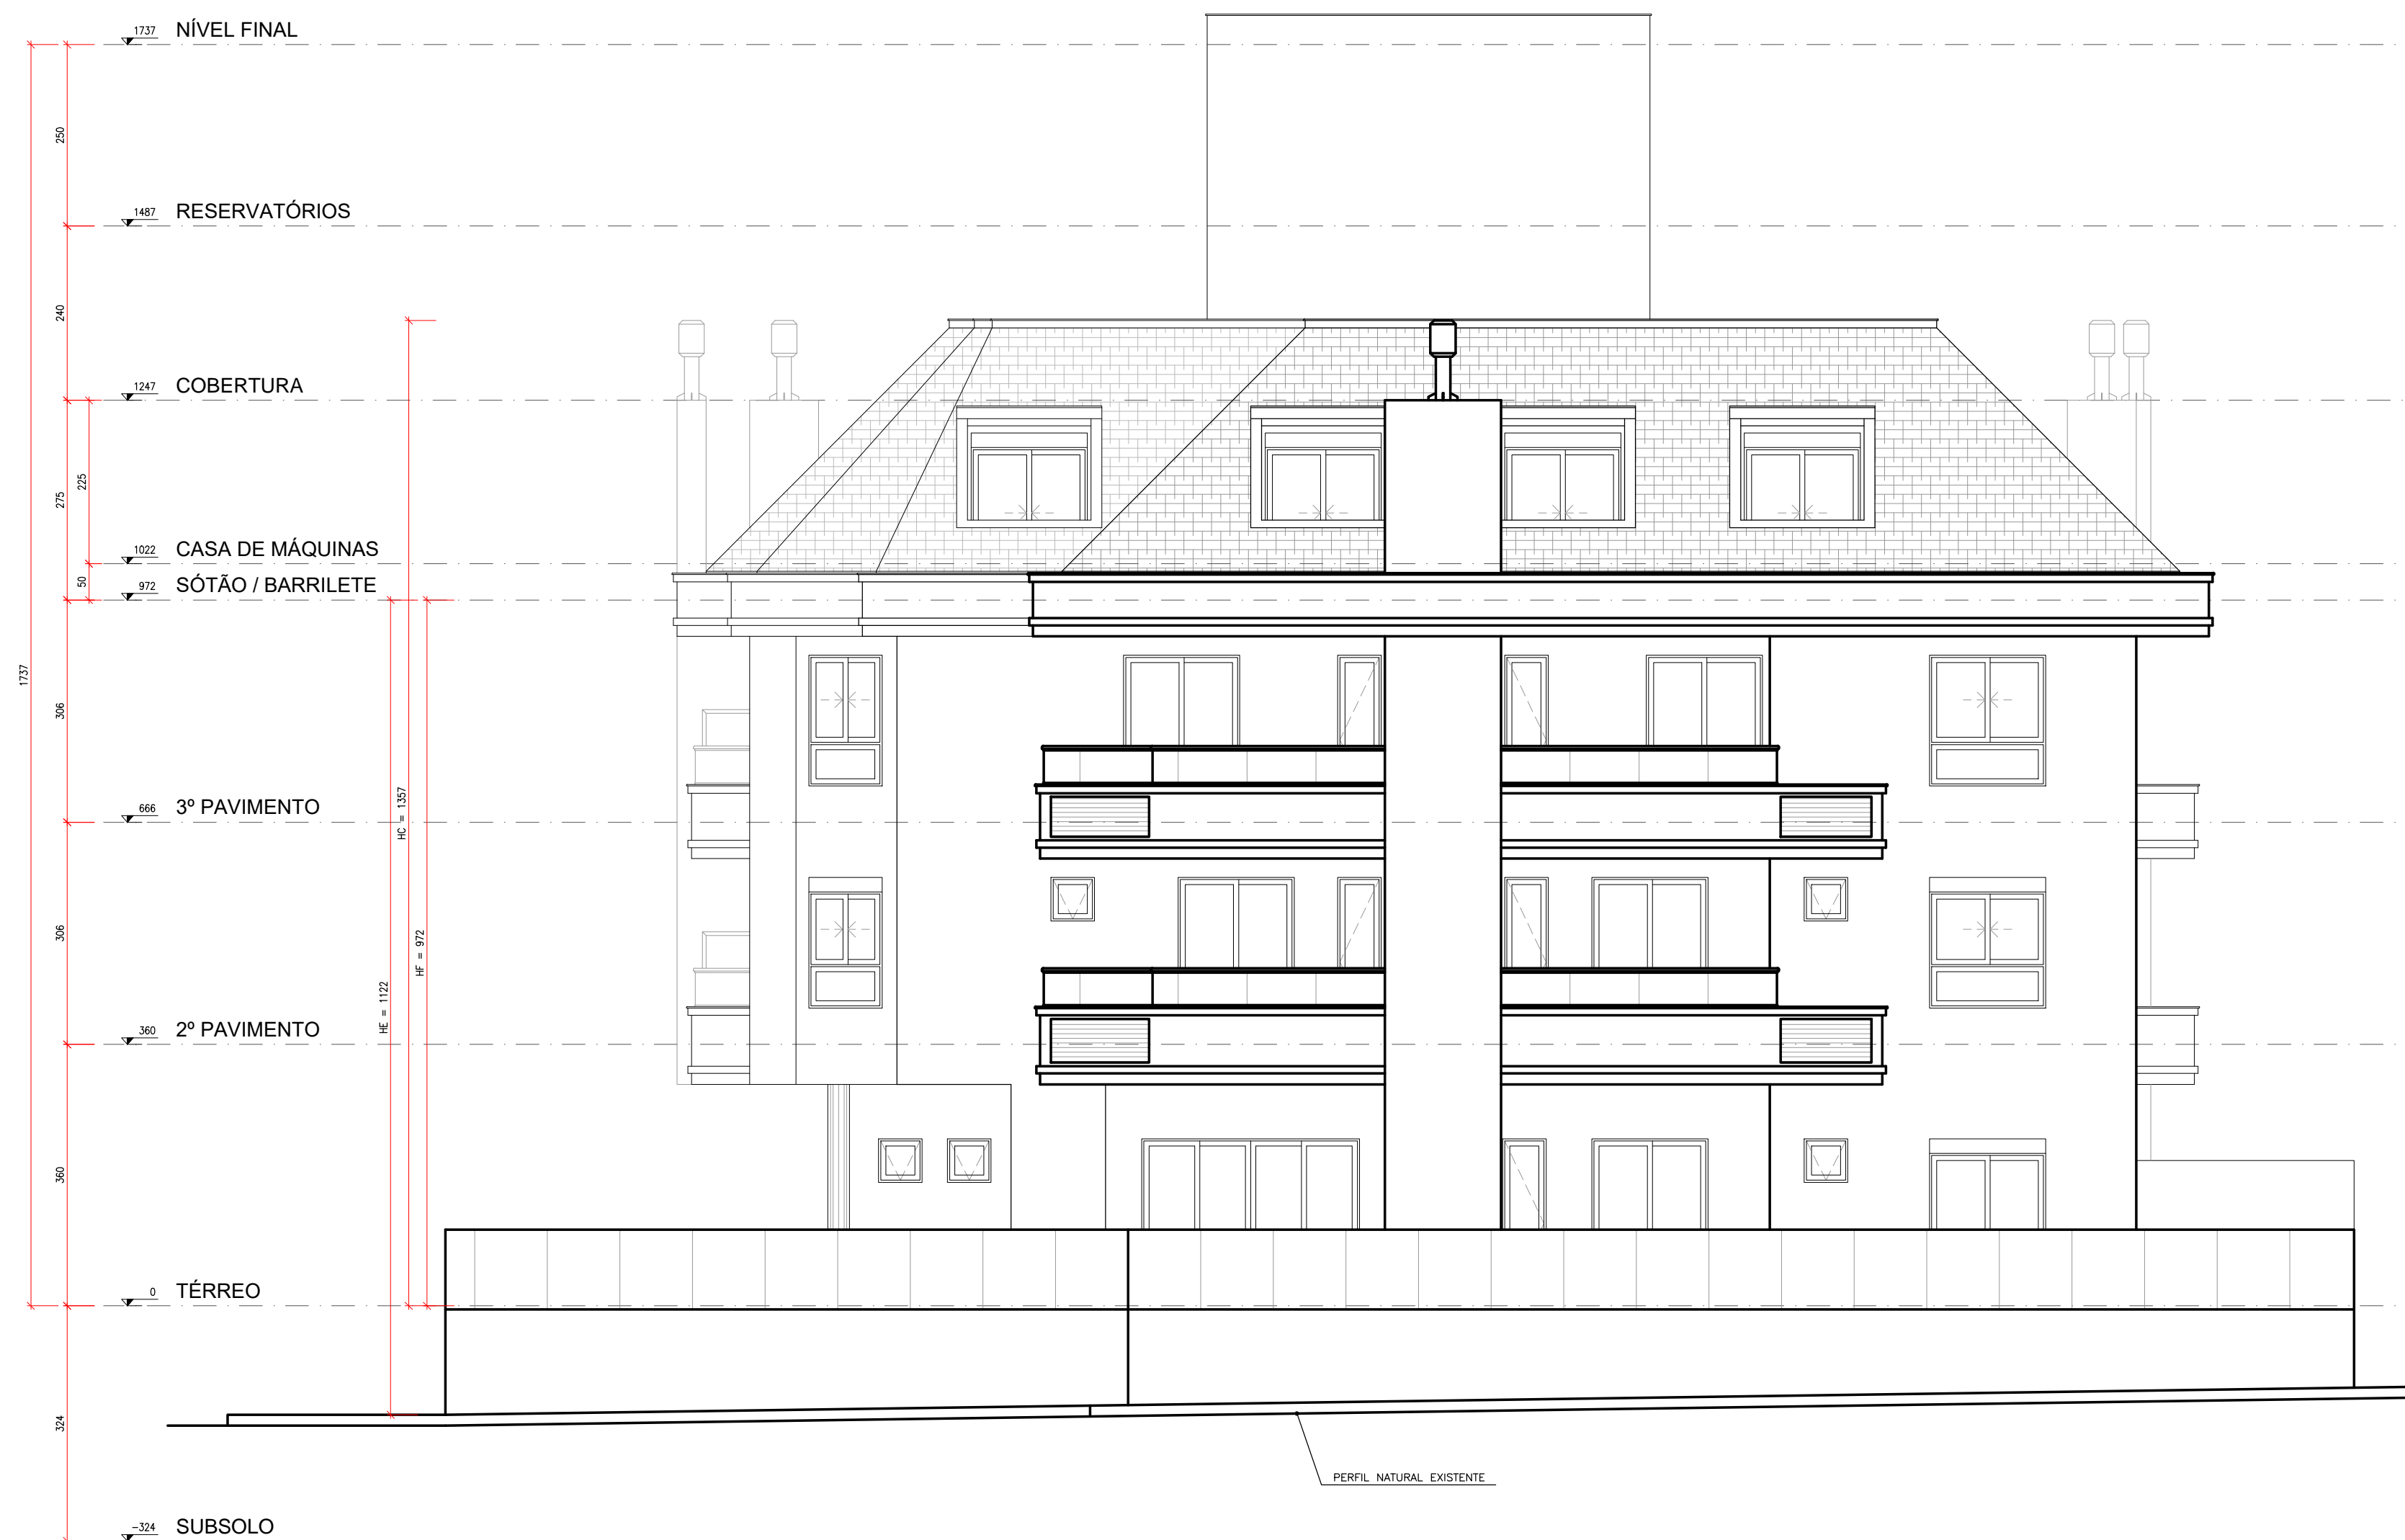 1737 NÍVEL FINAL
250
1487 RESERVATÓRIOS
240
1247 COBERTURA
275
225
1022 CASA DE MÁQUINAS
50
972 SÓTÃO / BARRILETE
1737
306
HC = 1357
666 3º PAVIMENTO
306
HF = 972
HE = 1122
360 2º PAVIMENTO
360
0 TÉRREO
324
PERFIL NATURAL EXISTENTE
-324 SUBSOLO